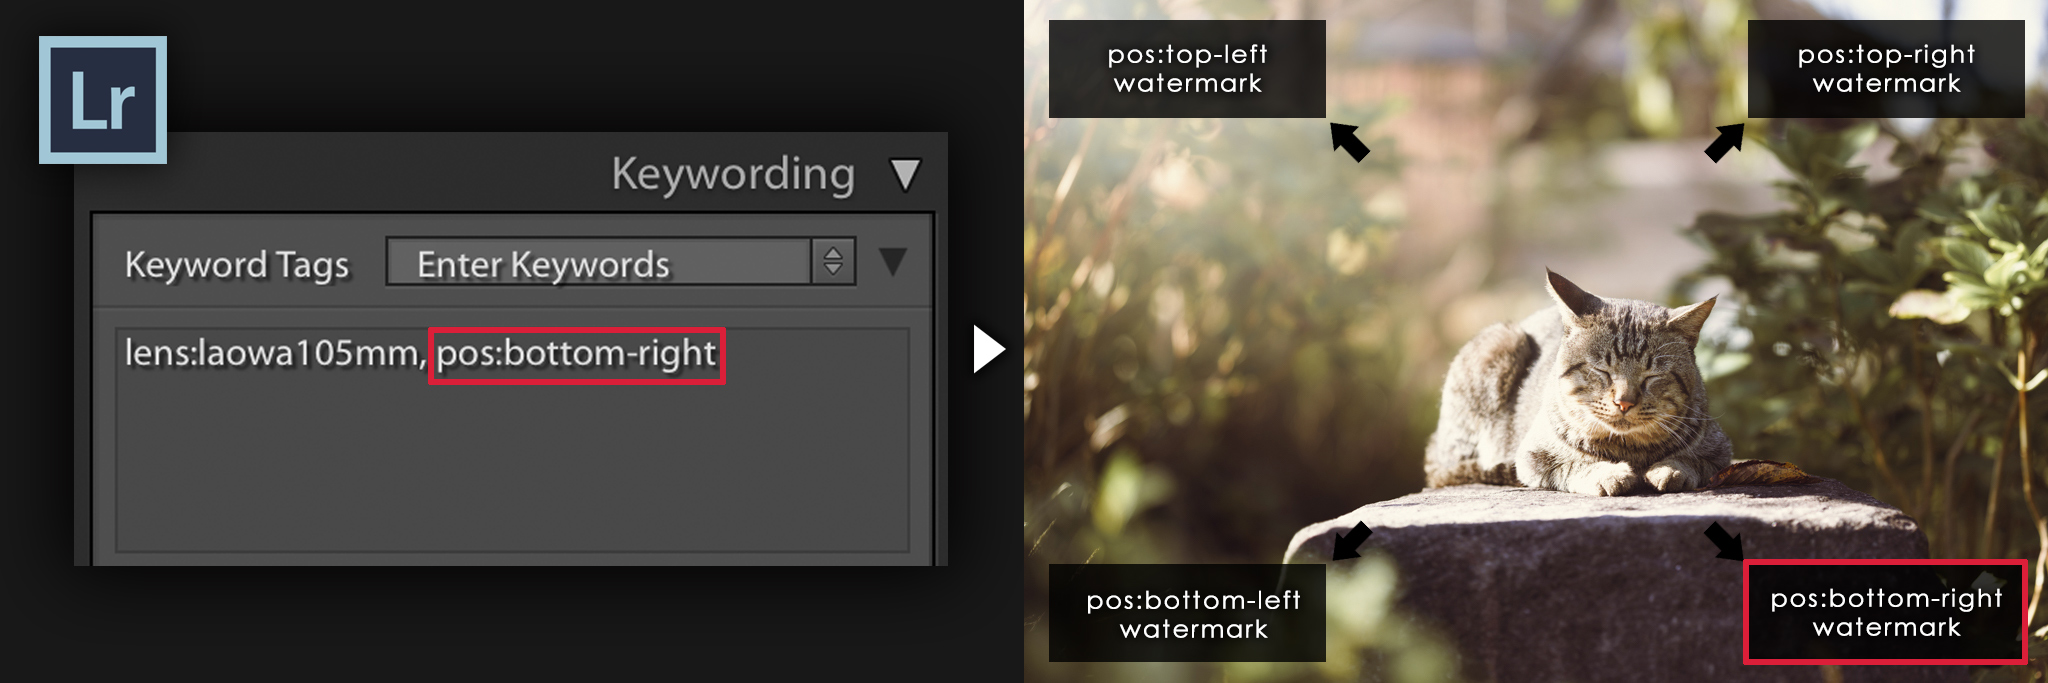 Lr
Keywording
Keyword Tags
Enter Keywords
lens:laowa105mm, pos:bottom-right
pos:top-left
watermark
pos:top-right
watermark
pos:bottom-left
watermark
pos:bottom-right
watermark